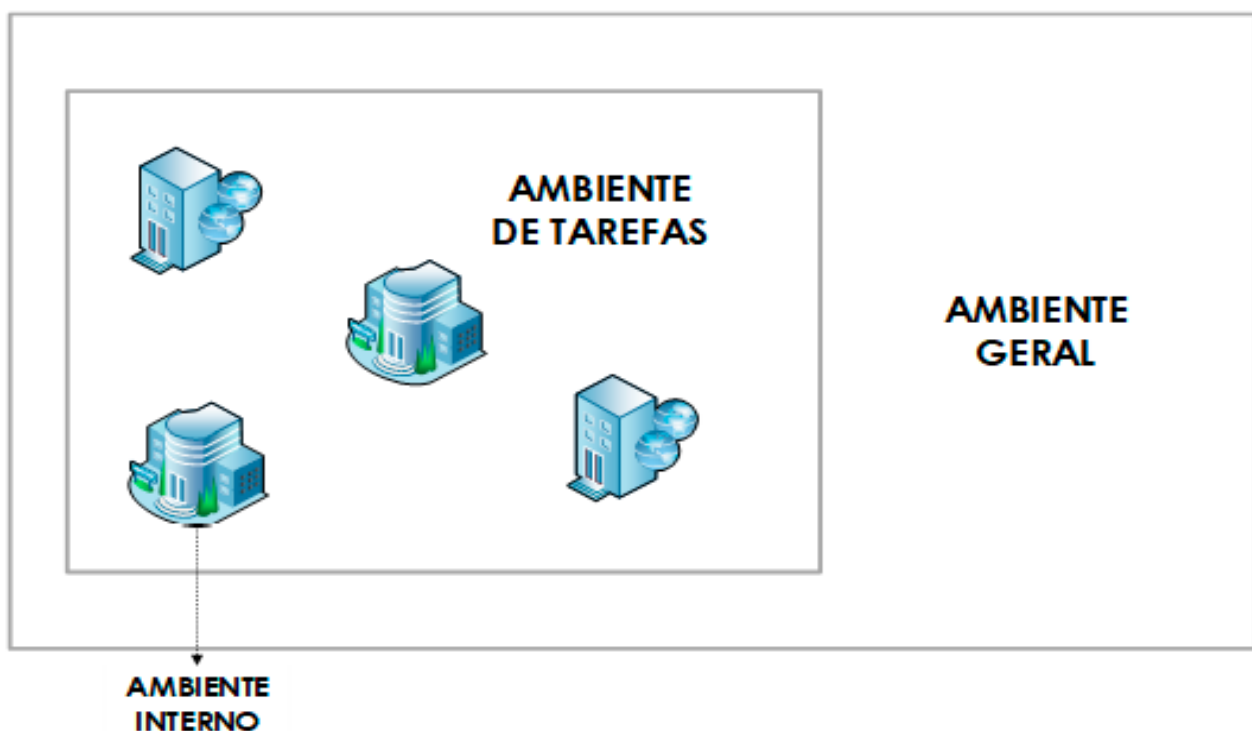 AMBIENTE
DE TAREFAS
AMBIENTE
GERAL
AMBIENTE
INTERNO